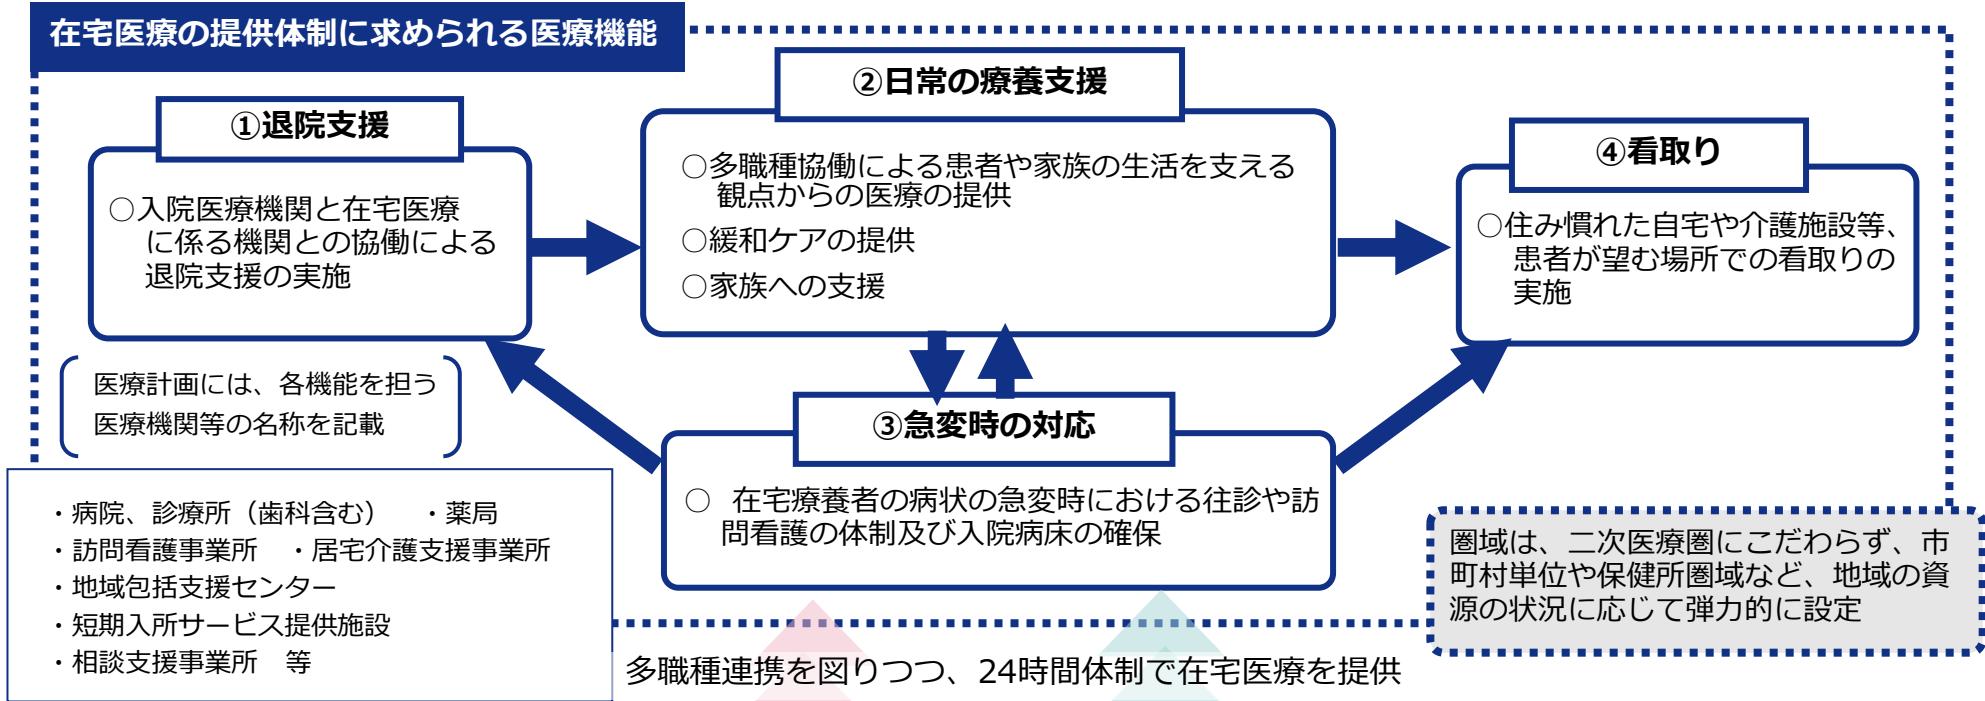 在宅医療の提供体制に求められる医療機能
①退院支援
○入院医療機関と在宅医療
に係る機関との協働による
退院支援の実施
②日常の療養支援
○多職種協働による患者や家族の生活を支える
観点からの医療の提供
○緩和ケアの提供
○家族への支援
④看取り
○住み慣れた自宅や介護施設等、
患者が望む場所での看取りの
実施
医療計画には、各機能を担う
医療機関等の名称を記載
③急変時の対応
○ 在宅療養者の病状の急変時における往診や訪
問看護の体制及び入院病床の確保
・病院、診療所（歯科含む） ・薬局
・訪問看護事業所 ・居宅介護支援事業所
・地域包括支援センター
・短期入所サービス提供施設
・相談支援事業所 等
圏域は、二次医療圏にこだわらず、市
町村単位や保健所圏域など、地域の資
源の状況に応じて弾力的に設定
多職種連携を図りつつ、24時間体制で在宅医療を提供